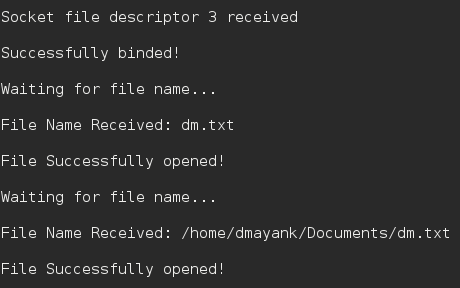 Socket file descriptor 3 received
Successfully binded!
Waiting for file name...
File Name Received: dm.txt
File Successfully opened!
Waiting for file name...
File Name Received: /home/dmayank/Documents/dm.txt
File Successfully opened!